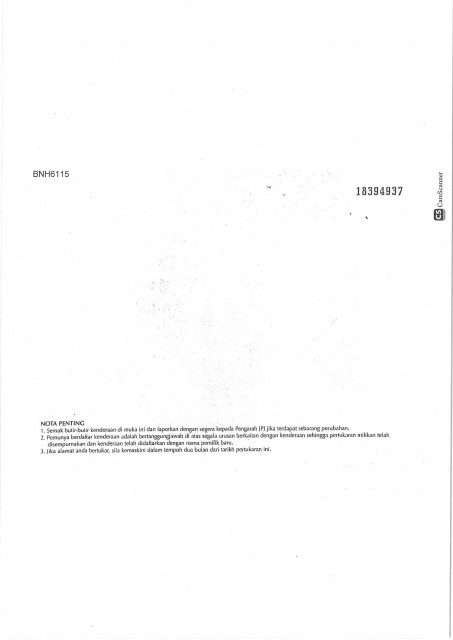 BNH6115
18394937
CS CamScanner
NOTA PENTING
1. Semak butir-butir kenderaan di muka ini dan laporkan dengan segera kepada Pengarah JPJ jika terdapat sebarang perubahan.
2. Pemunya berdaftar kenderaan adalah bertanggungjawab di atas segala urusan berkaitan dengan kenderaan sehingga pertukaran milikan telah
disempurnakan dan kenderaan telah didaftarkan dengan nama pemilik baru.
3. Jika alamat anda bertukar, sila kemaskini dalam tempoh dua bulan dari tarikh pertukaran ini.